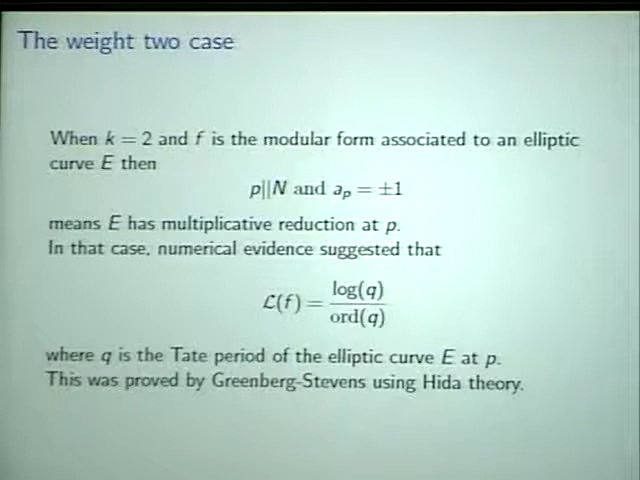 The weight two case
When k = 2 and f is the modular form associated to an elliptic
curve E then
p||N and aₚ = ±1
means E has multiplicative reduction at p.
In that case, numerical evidence suggested that
ℒ(f) = log(q)/ord(q)
where q is the Tate period of the elliptic curve E at p.
This was proved by Greenberg-Stevens using Hida theory.